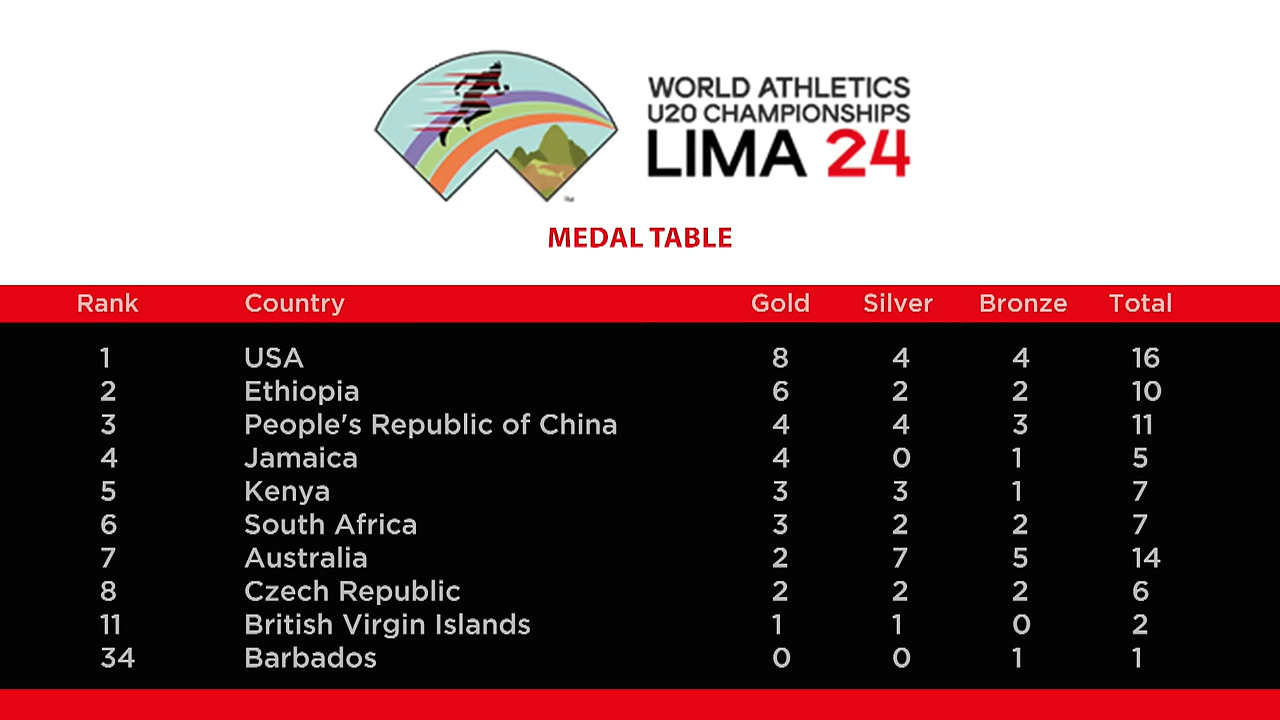 WORLD ATHLETICS
U20 CHAMPIONSHIPS
LIMA 24
TM
MEDAL TABLE
Rank Country Gold Silver Bronze Total
1 USA 8 4 4 16
2 Ethiopia 6 2 2 10
3 People's Republic of China 4 4 3 11
4 Jamaica 4 0 1 5
5 Kenya 3 3 1 7
6 South Africa 3 2 2 7
7 Australia 2 7 5 14
8 Czech Republic 2 2 2 6
11 British Virgin Islands 1 1 0 2
34 Barbados 0 0 1 1